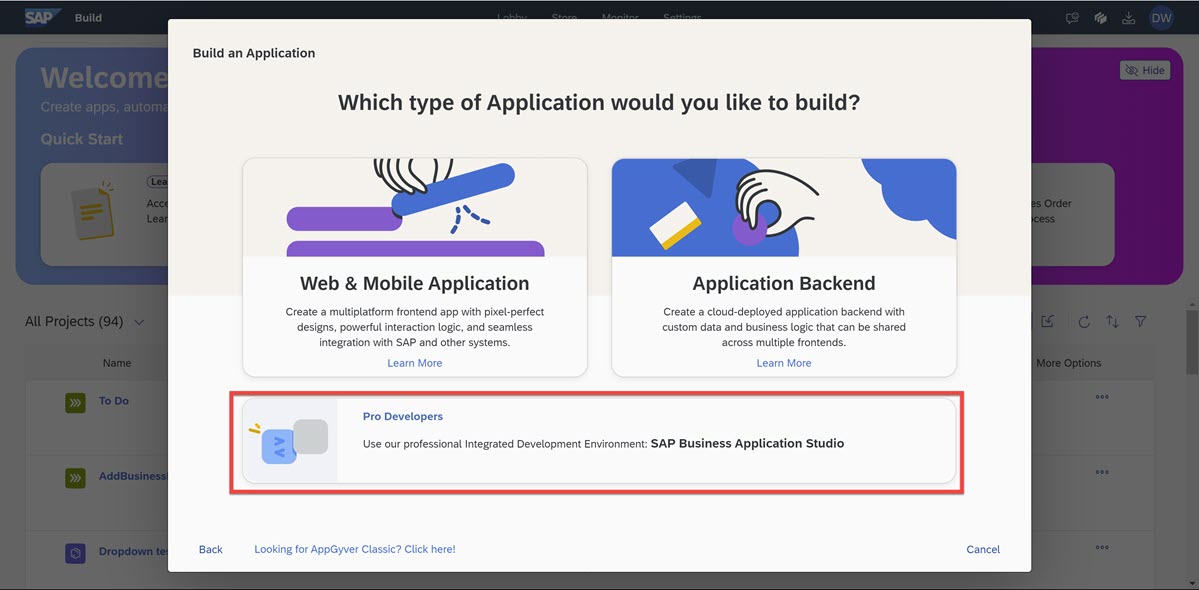 SAP Build
Lobby Store Monitor Settings
DW
Build an Application
Welcome
Hide
Create apps, automa
Which type of Application would you like to build?
Quick Start
Lea
Acce
Lear
es Order
ocess
Web & Mobile Application
Create a multiplatform frontend app with pixel-perfect
designs, powerful interaction logic, and seamless
integration with SAP and other systems.
Learn More
Application Backend
Create a cloud-deployed application backend with
custom data and business logic that can be shared
across multiple frontends.
Learn More
All Projects (94)
Name
More Options
To Do
Pro Developers
Use our professional Integrated Development Environment: SAP Business Application Studio
AddBusinessI
Dropdown tes
Back
Looking for AppGyver Classic? Click here!
Cancel